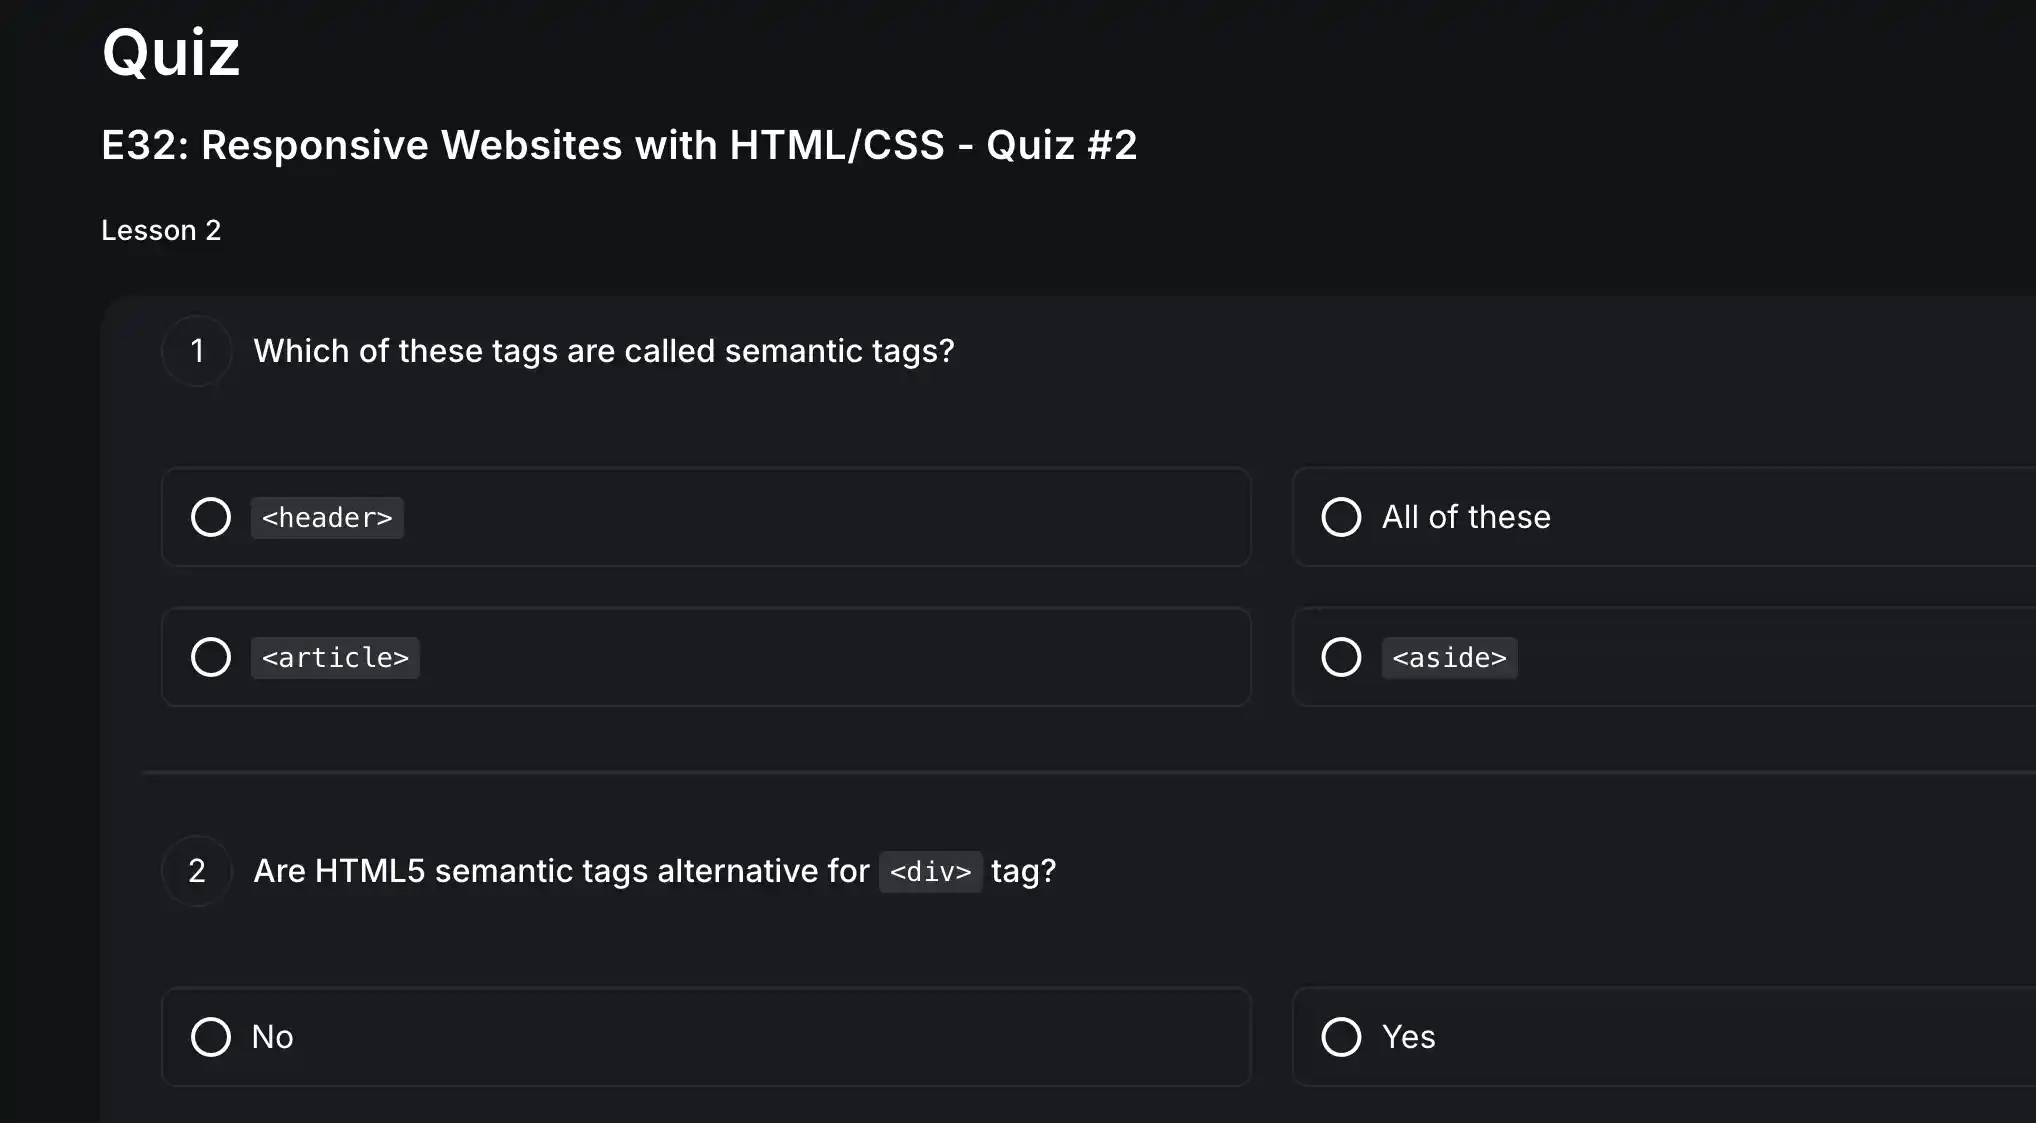 Quiz
E32: Responsive Websites with HTML/CSS - Quiz #2
Lesson 2
1 Which of these tags are called semantic tags?
<header>
All of these
<article>
<aside>
2 Are HTML5 semantic tags alternative for <div> tag?
No
Yes